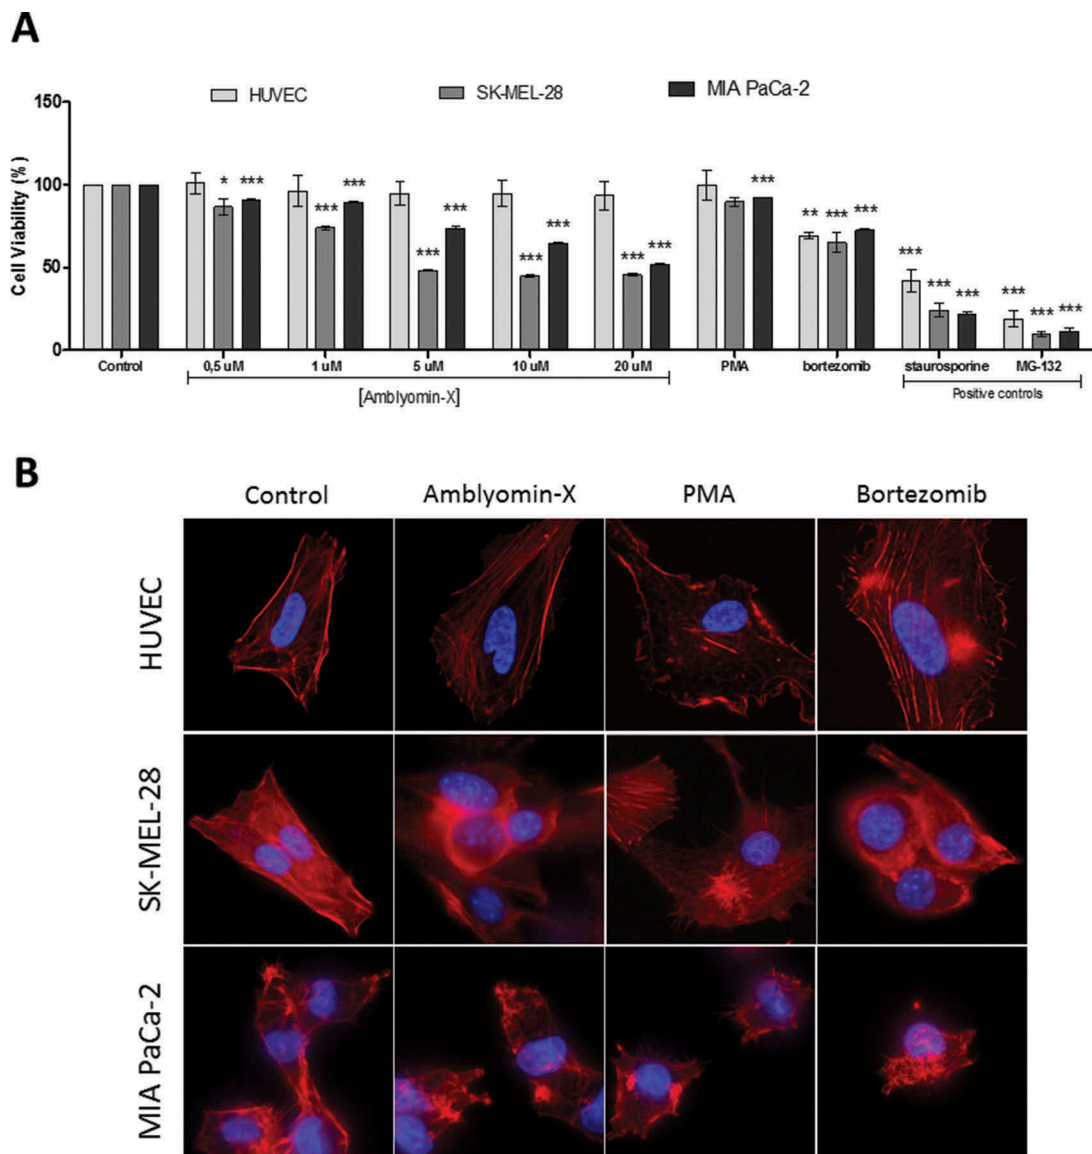 A
HUVEC SK-MEL-28 MIA PaCa-2
150
100
50
0
Cell Viability (%)
* ***
*** ***
*** ***
*** ***
*** ***
***
** *** ***
*** *** ***
*** *** ***
Control 0,5 uM 1 uM 5 uM 10 uM 20 uM PMA bortezomib staurosporine MG-132
[Amblyomin-X] Positive controls
B
Control Amblyomin-X PMA Bortezomib
HUVEC
SK-MEL-28
MIA PaCa-2